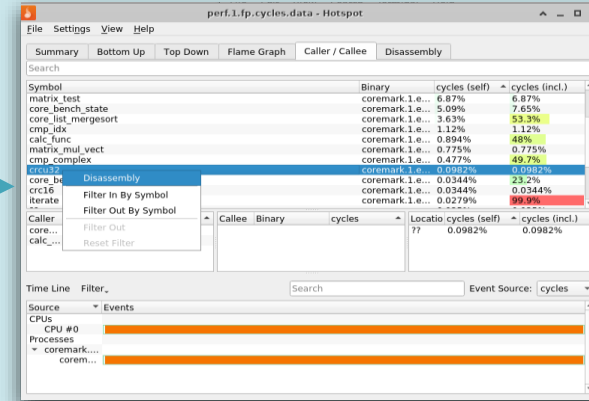 perf.1.fp.cycles.data - Hotspot
File Settings View Help
Summary Bottom Up Top Down Flame Graph Caller / Callee Disassembly
Search
Symbol Binary cycles (self) cycles (incl.)
matrix_test coremark.1.e... 6.87% 6.87%
core_bench_state coremark.1.e... 5.09% 7.65%
core_list_mergesort coremark.1.e... 3.63% 53.3%
cmp_idx coremark.1.e... 1.12% 1.12%
calc_func coremark.1.e... 0.894% 48%
matrix_mul_vect coremark.1.e... 0.775% 0.775%
cmp_complex coremark.1.e... 0.477% 49.7%
crcu32 coremark.1.e... 0.0982% 0.0982%
core_be coremark.1.e... 0.0344% 23.2%
crc16 coremark.1.e... 0.0344% 0.0344%
iterate coremark.1.e... 0.0279% 99.9%
Disassembly
Filter In By Symbol
Filter Out By Symbol
Filter Out
Reset Filter
Caller Callee Binary cycles Locatio cycles (self) cycles (incl.)
core... ?? 0.0982% 0.0982%
calc_...
Time Line Filter Search Event Source: cycles
Source Events
CPUs
CPU #0
Processes
coremark....
corem...